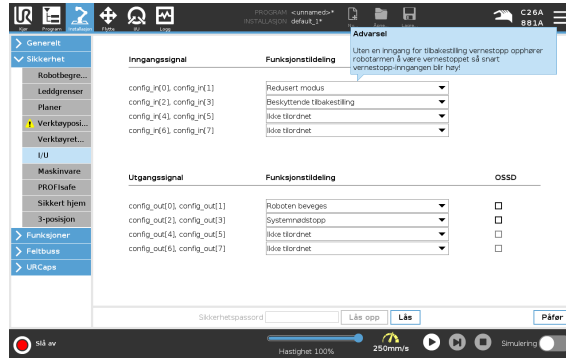 PROGRAM <unnamed>*
INSTALLASJON default_1*
C26A
881A
Kjør
Program
Installasjon
Flytte
I/U
Logg
Advarsel
Uten en inngang for tilbakestilling vernestopp opphører
robotarmen å være vernestoppet så snart
vernestopp-inngangen blir høy!
Generelt
Sikkerhet
Robotbegre...
Leddgrenser
Planer
Verktøyposi...
Verktøyret...
I/U
Maskinvare
PROFIsafe
Sikkert hjem
3-posisjon
Funksjoner
Feltbuss
URCaps
Inngangssignal Funksjonstildeling
config_in[0], config_in[1] Redusert modus
config_in[2], config_in[3] Beskyttende tilbakestilling
config_in[4], config_in[5] Ikke tilordnet
config_in[6], config_in[7] Ikke tilordnet
Utgangssignal Funksjonstildeling OSSD
config_out[0], config_out[1] Roboten beveges
config_out[2], config_out[3] Systemnødstopp
config_out[4], config_out[5] Ikke tilordnet
config_out[6], config_out[7] Ikke tilordnet
Sikkerhetspassord Lås opp Lås Påfør
Slå av
Hastighet 100%
250mm/s
Simulering